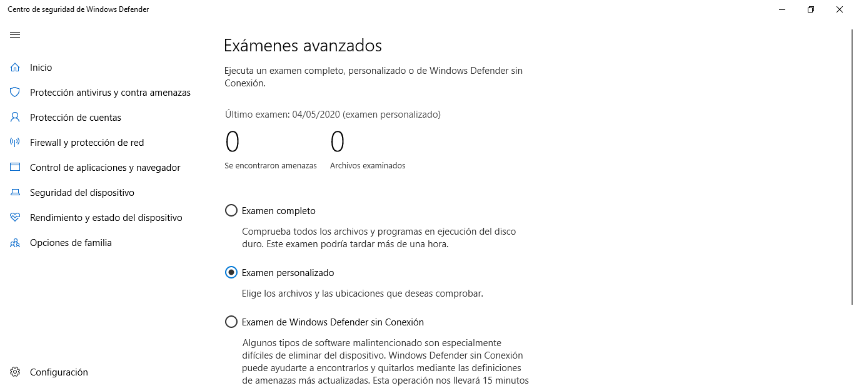 Centro de seguridad de Windows Defender
Inicio
Protección antivirus y contra amenazas
Protección de cuentas
Firewall y protección de red
Control de aplicaciones y navegador
Seguridad del dispositivo
Rendimiento y estado del dispositivo
Opciones de familia
Configuración
Exámenes avanzados
Ejecuta un examen completo, personalizado o de Windows Defender sin
Conexión.
Último examen: 04/05/2020 (examen personalizado)
0 0
Se encontraron amenazas Archivos examinados
Examen completo
Comprueba todos los archivos y programas en ejecución del disco
duro. Este examen podría tardar más de una hora.
Examen personalizado
Elige los archivos y las ubicaciones que deseas comprobar.
Examen de Windows Defender sin Conexión
Algunos tipos de software malintencionado son especialmente
difíciles de eliminar del dispositivo. Windows Defender sin Conexión
puede ayudarte a encontrarlos y quitarlos mediante las definiciones
de amenazas más actualizadas. Esta operación nos llevará 15 minutos